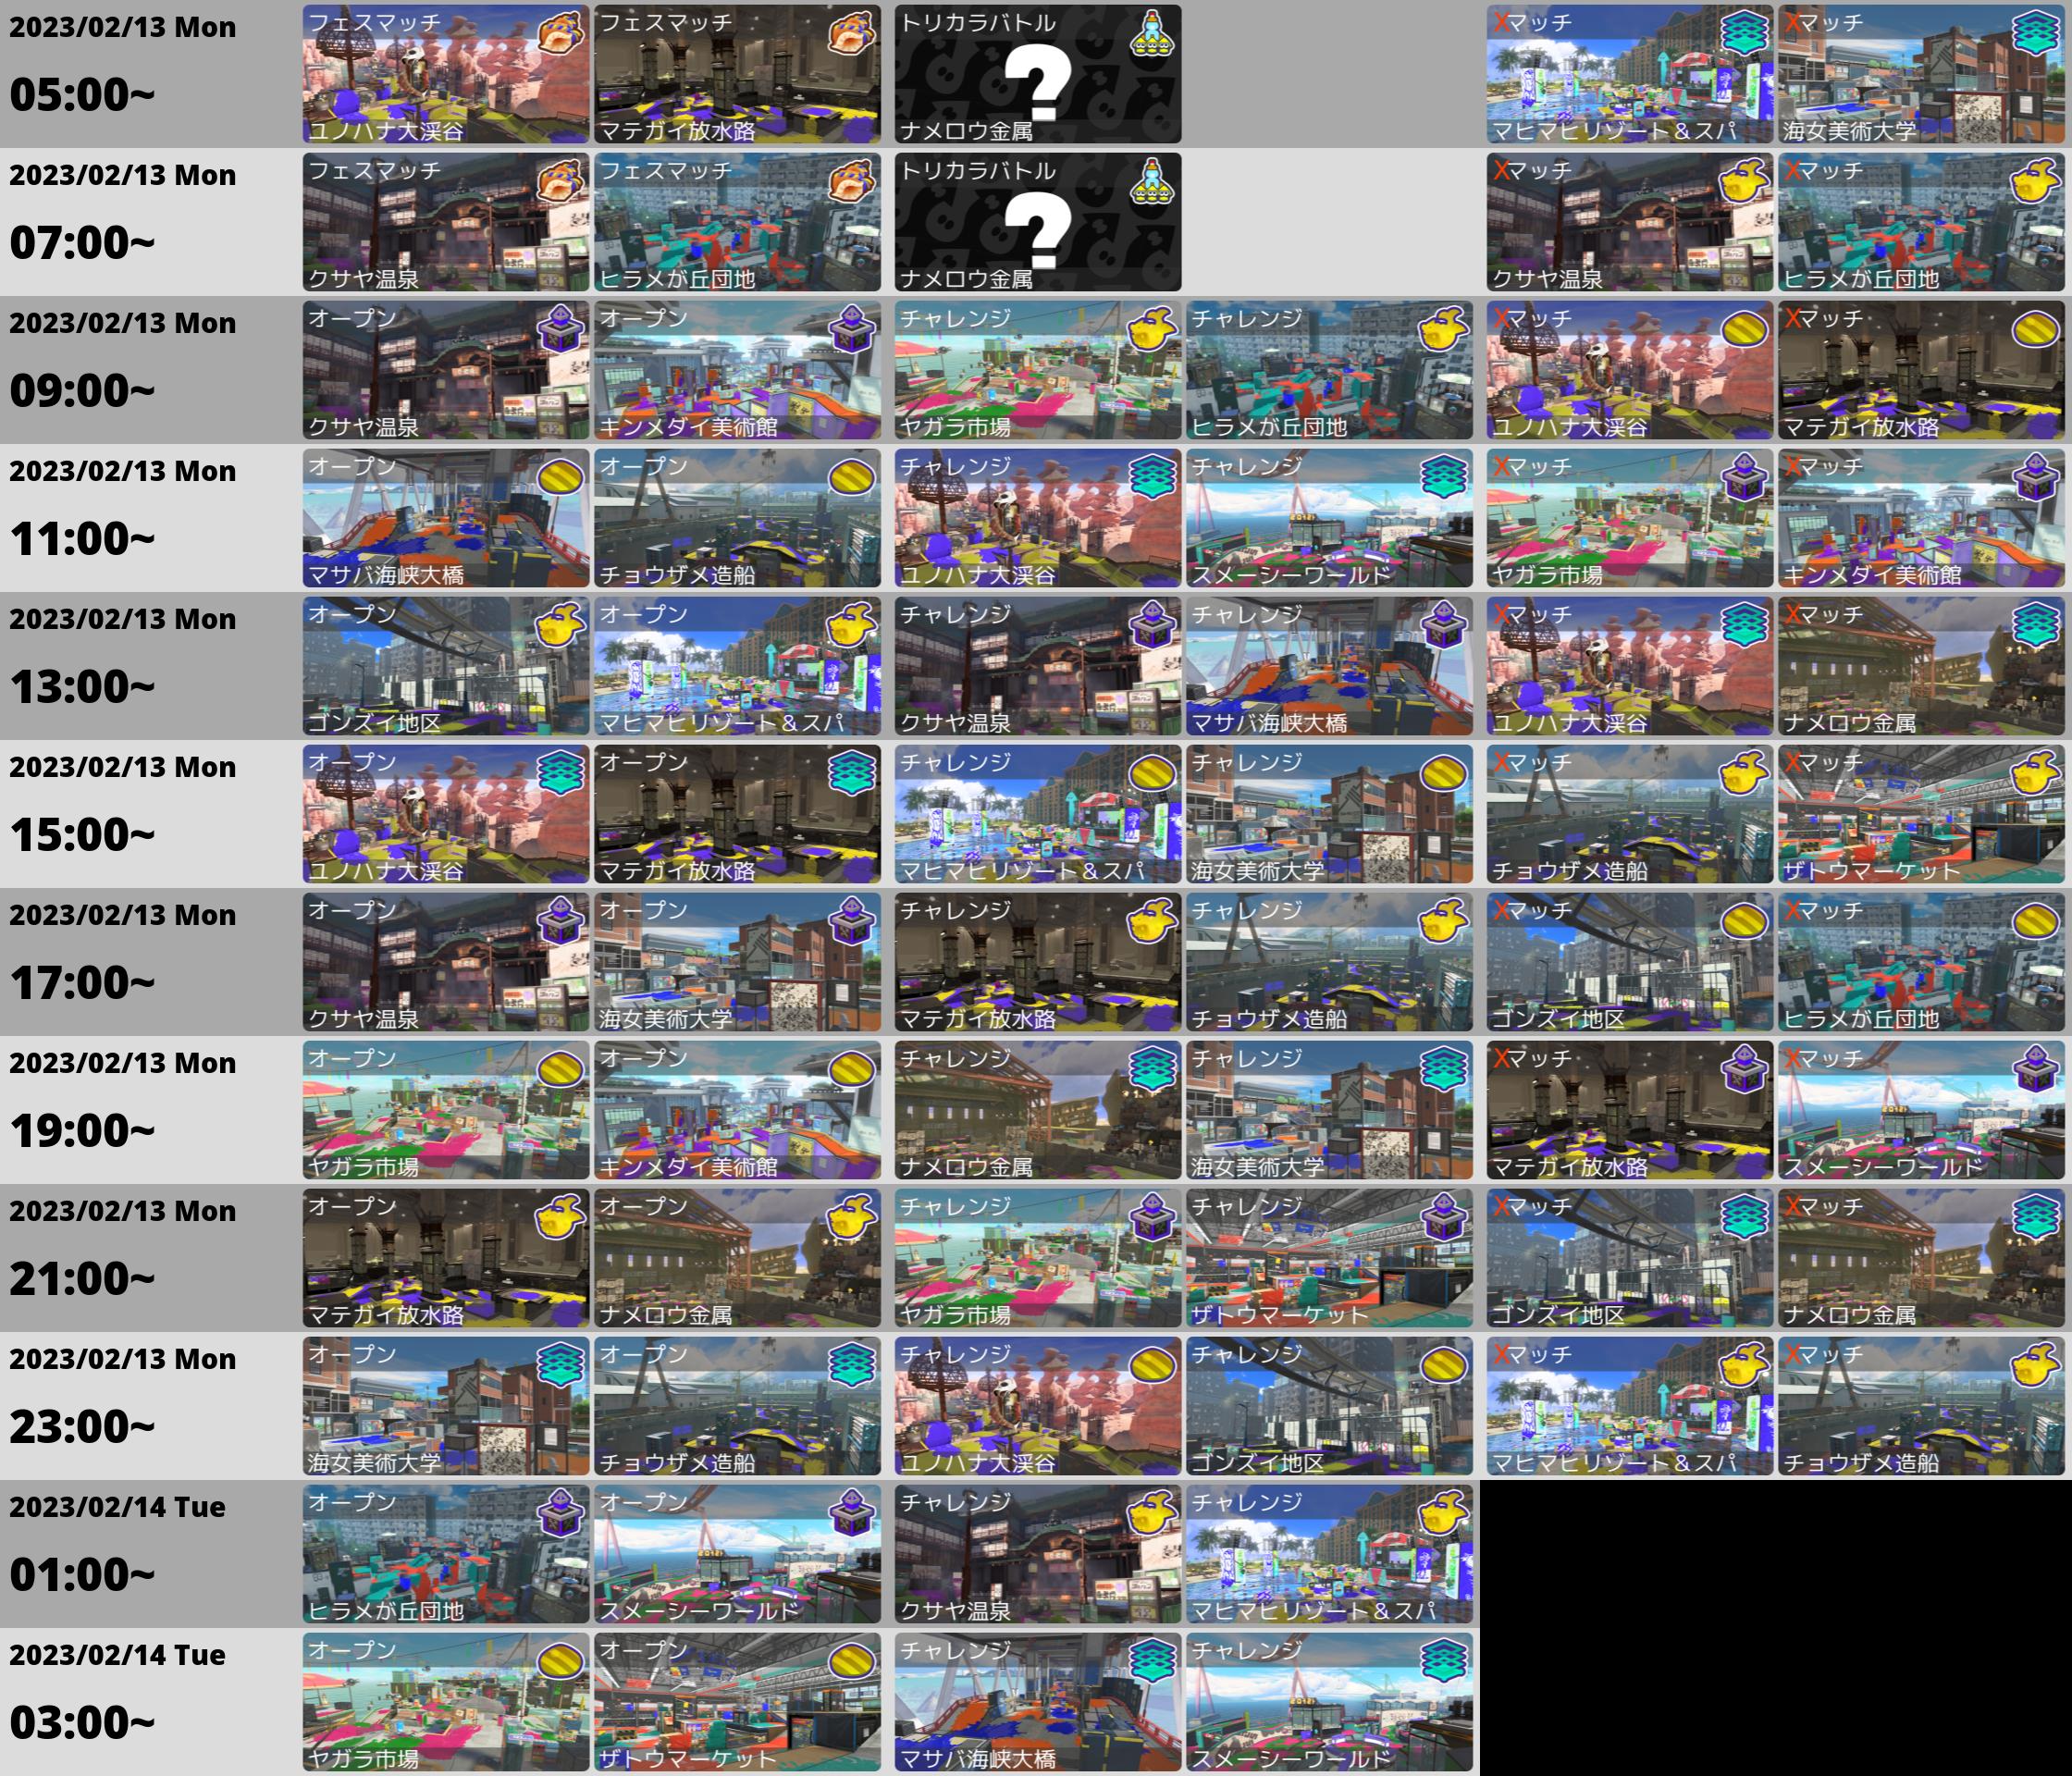 2023/02/13 Mon
05:00~
フェスマッチ
ユノハナ大渓谷
フェスマッチ
マテガイ放水路
トリカラバトル
?
ナメロウ金属
Xマッチ
マヒマヒリゾート＆スパ
Xマッチ
海女美術大学
2023/02/13 Mon
07:00~
フェスマッチ
クサヤ温泉
フェスマッチ
ヒラメが丘団地
トリカラバトル
?
ナメロウ金属
Xマッチ
クサヤ温泉
Xマッチ
ヒラメが丘団地
2023/02/13 Mon
09:00~
オープン
クサヤ温泉
オープン
キンメダイ美術館
チャレンジ
ヤガラ市場
チャレンジ
ヒラメが丘団地
Xマッチ
ユノハナ大渓谷
Xマッチ
マテガイ放水路
2023/02/13 Mon
11:00~
オープン
マサバ海峡大橋
オープン
チョウザメ造船
チャレンジ
ユノハナ大渓谷
チャレンジ
スメーシーワールド
Xマッチ
ヤガラ市場
Xマッチ
キンメダイ美術館
2023/02/13 Mon
13:00~
オープン
ゴンズイ地区
オープン
マヒマヒリゾート＆スパ
チャレンジ
クサヤ温泉
チャレンジ
マサバ海峡大橋
Xマッチ
ユノハナ大渓谷
Xマッチ
ナメロウ金属
2023/02/13 Mon
15:00~
オープン
ユノハナ大渓谷
オープン
マテガイ放水路
チャレンジ
マヒマヒリゾート＆スパ
チャレンジ
海女美術大学
Xマッチ
チョウザメ造船
Xマッチ
ザトウマーケット
2023/02/13 Mon
17:00~
オープン
クサヤ温泉
オープン
海女美術大学
チャレンジ
マテガイ放水路
チャレンジ
チョウザメ造船
Xマッチ
ゴンズイ地区
Xマッチ
ヒラメが丘団地
2023/02/13 Mon
19:00~
オープン
ヤガラ市場
オープン
キンメダイ美術館
チャレンジ
ナメロウ金属
チャレンジ
海女美術大学
Xマッチ
マテガイ放水路
Xマッチ
スメーシーワールド
2023/02/13 Mon
21:00~
オープン
マテガイ放水路
オープン
ナメロウ金属
チャレンジ
ヤガラ市場
チャレンジ
ザトウマーケット
Xマッチ
ゴンズイ地区
Xマッチ
ナメロウ金属
2023/02/13 Mon
23:00~
オープン
海女美術大学
オープン
チョウザメ造船
チャレンジ
ユノハナ大渓谷
チャレンジ
ゴンズイ地区
Xマッチ
マヒマヒリゾート＆スパ
Xマッチ
チョウザメ造船
2023/02/14 Tue
01:00~
オープン
ヒラメが丘団地
オープン
スメーシーワールド
チャレンジ
クサヤ温泉
チャレンジ
マヒマヒリゾート＆スパ
2023/02/14 Tue
03:00~
オープン
ヤガラ市場
オープン
ザトウマーケット
チャレンジ
マサバ海峡大橋
チャレンジ
スメーシーワールド